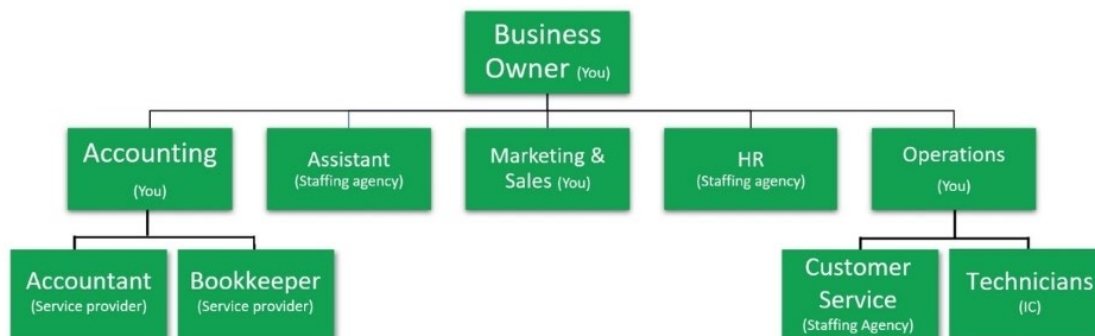 Business
Owner (You)
Accounting
(You)
Assistant
(Staffing agency)
Marketing &
Sales (You)
HR
(Staffing agency)
Operations
(You)
Accountant
(Service provider)
Bookkeeper
(Service provider)
Customer
Service
(Staffing Agency)
Technicians
(IC)